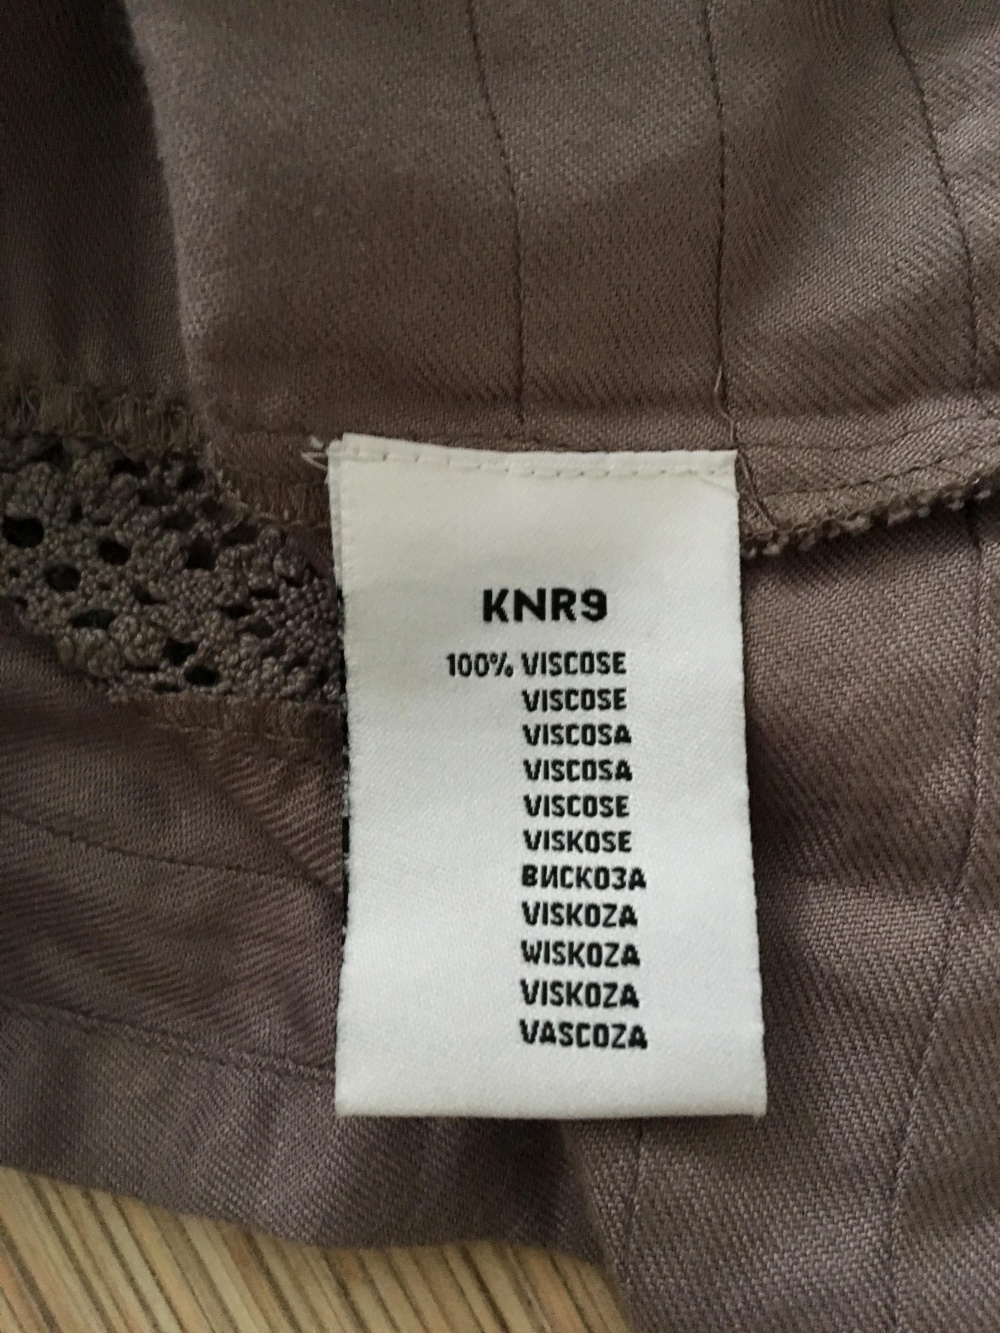 KNR9
100% VISCOSE
VISCOSE
VISCOSA
VISCOSA
VISCOSE
VISKOSE
ВИСКОЗА
VISKOZA
WISKOZA
VISKOZA
VASCOZA